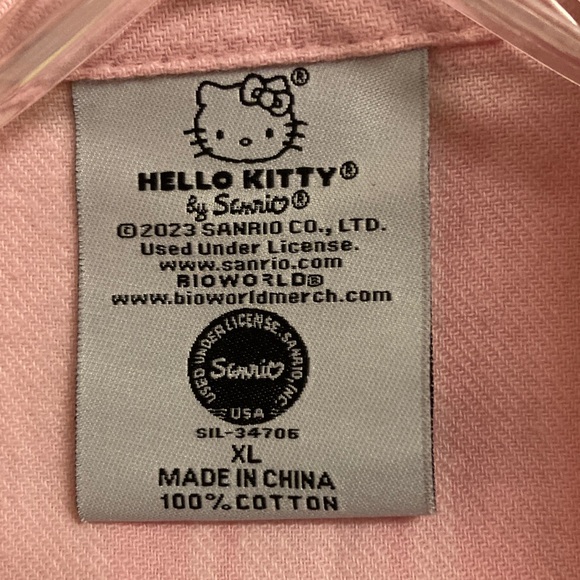 ®
HELLO KITTY®
by Sanrio®
©2023 SANRIO CO., LTD.
Used Under License.
www.sanrio.com
BIOWORLD®
www.bioworldmerch.com
USED UNDER LICENSE. SANRIO, INC.
Sanrio
USA
SIL-34706
XL
MADE IN CHINA
100% COTTON